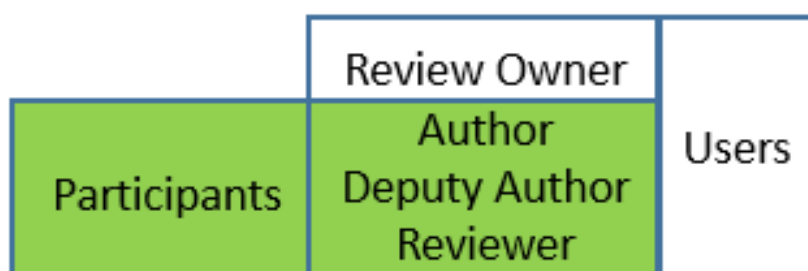 Review Owner
Author
Deputy Author
Reviewer
Participants
Users